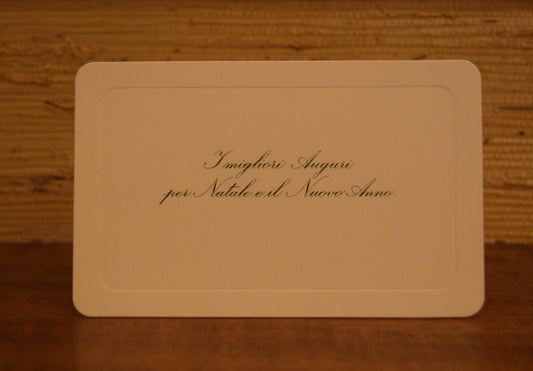 I migliori Auguri
per Natale e il Nuovo Anno